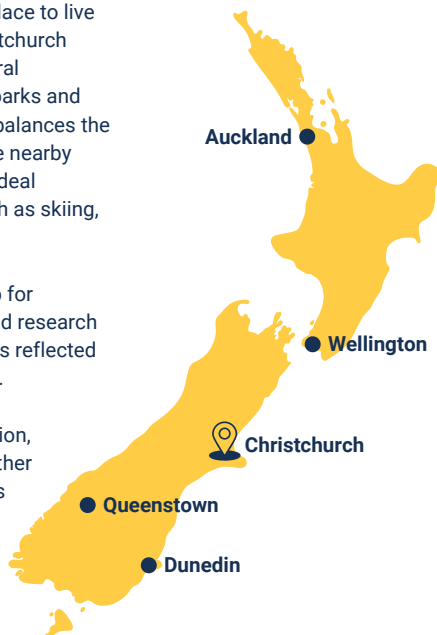 lace to live
tchurch
ral
parks and
balances the
e nearby
deal
h as skiing,
for
d research
s reflected
.
ion,
ther
s
Auckland
Wellington
Christchurch
Queenstown
Dunedin